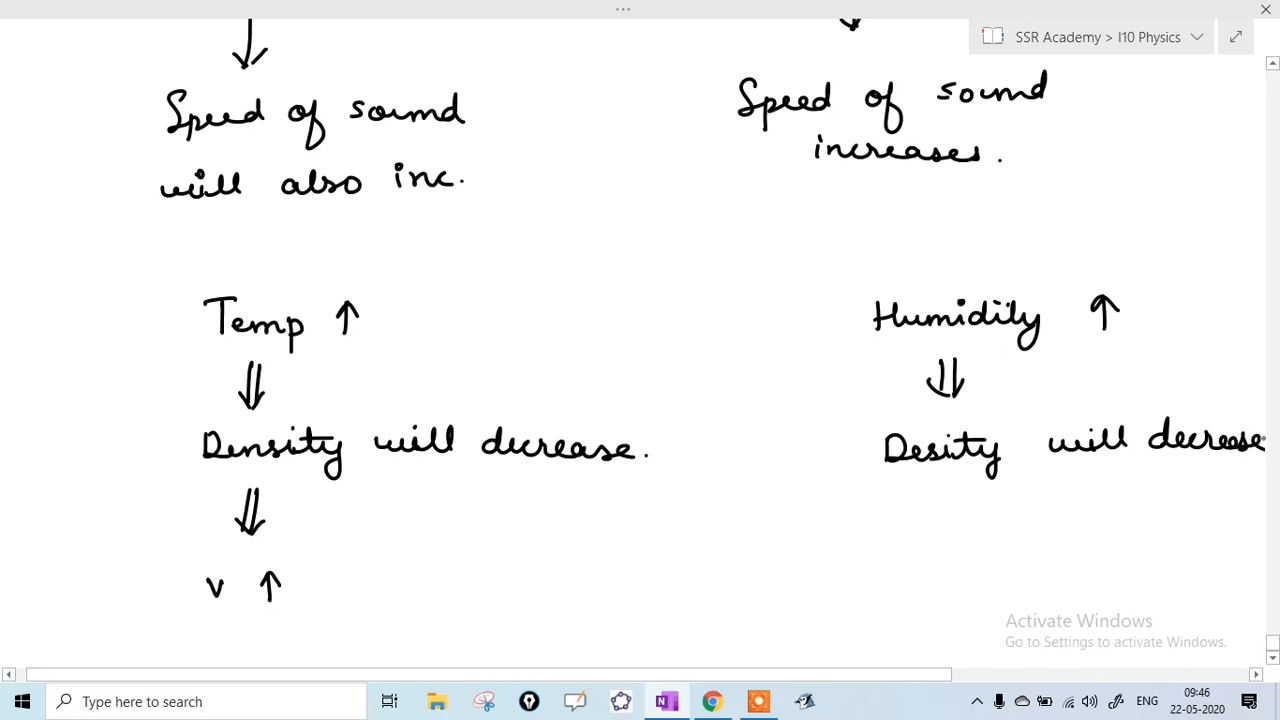 SSR Academy > I10 Physics
Speed of sound
will also inc.
Speed of sound
increases.
Temp ↑
⇓
Density will decrease.
⇓
v ↑
Humidity ↑
⇓
Desity will decrease
Activate Windows
Go to Settings to activate Windows.
Type here to search
ENG
09:46
22-05-2020